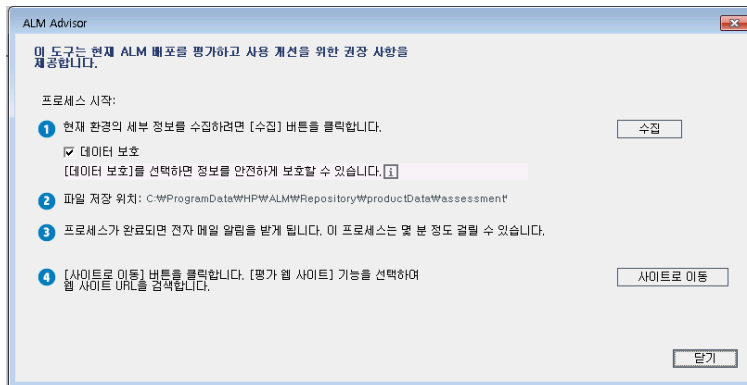 ALM Advisor
이 도구는 현재 ALM 배포를 평가하고 사용 개선을 위한 권장 사항을
제공합니다.
프로세스 시작:
1 현재 환경의 세부 정보를 수집하려면 [수집] 버튼을 클릭합니다.
수집
데이터 보호
[데이터 보호]를 선택하면 정보를 안전하게 보호할 수 있습니다. i
2 파일 저장 위치: C:₩ProgramData₩HP₩ALM₩Repository₩productData₩assessment'
3 프로세스가 완료되면 전자 메일 알림을 받게 됩니다. 이 프로세스는 몇 분 정도 걸릴 수 있습니다.
4 [사이트로 이동] 버튼을 클릭합니다. [평가 웹 사이트] 기능을 선택하여
웹 사이트 URL을 검색합니다.
사이트로 이동
닫기